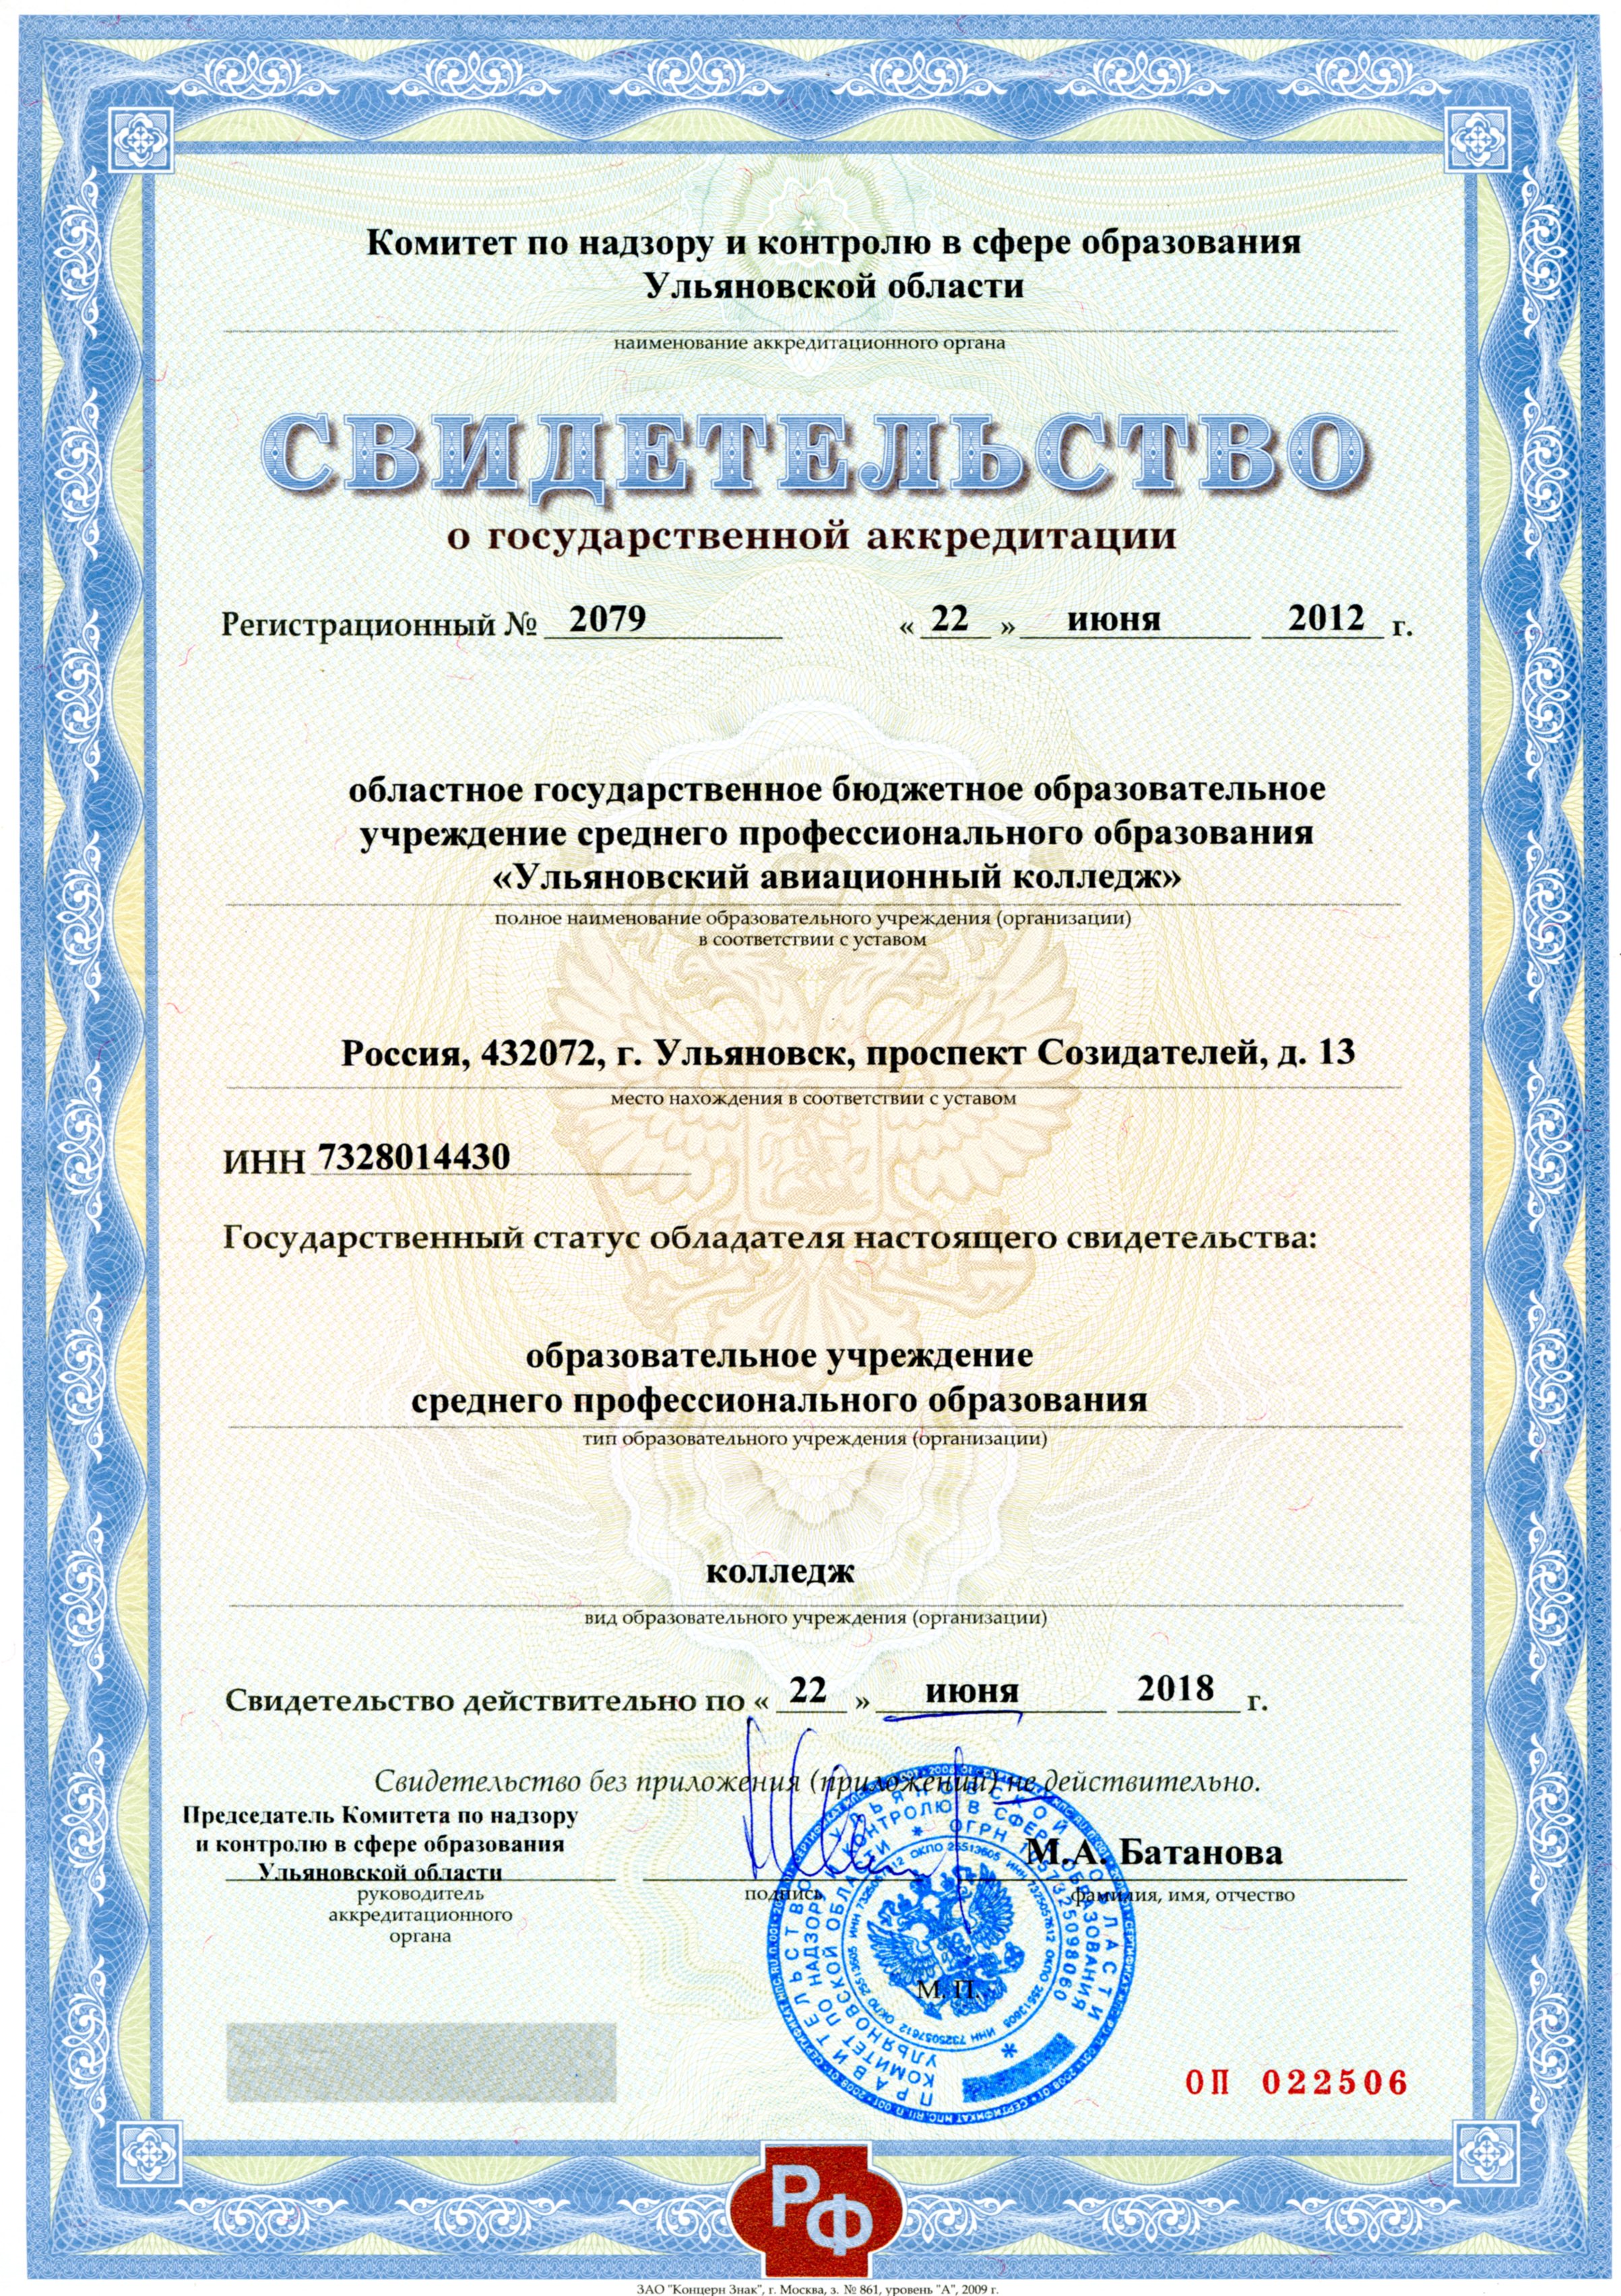 Комитет по надзору и контролю в сфере образования
Ульяновской области
наименование аккредитационного органа
СВИДЕТЕЛЬСТВО
о государственной аккредитации
Регистрационный № 2079 « 22 » июня 2012 г.
областное государственное бюджетное образовательное
учреждение среднего профессионального образования
«Ульяновский авиационный колледж»
полное наименование образовательного учреждения (организации)
в соответствии с уставом
Россия, 432072, г. Ульяновск, проспект Созидателей, д. 13
место нахождения в соответствии с уставом
ИНН 7328014430
Государственный статус обладателя настоящего свидетельства:
образовательное учреждение
среднего профессионального образования
тип образовательного учреждения (организации)
колледж
вид образовательного учреждения (организации)
Свидетельство действительно по « 22 » июня 2018 г.
Свидетельство без приложения (приложений) не действительно.
Председатель Комитета по надзору
и контролю в сфере образования
Ульяновской области
руководитель
аккредитационного
органа
подпись
М.А. Батанова
фамилия, имя, отчество
ПРАВИТЕЛЬСТВО УЛЬЯНОВСКОЙ ОБЛАСТИ
КОМИТЕТ ПО НАДЗОРУ И КОНТРОЛЮ В СФЕРЕ ОБРАЗОВАНИЯ
УЛЬЯНОВСКОЙ ОБЛАСТИ * ОГРН
ИНН 7325057612 ОКПО 25513605
М. П.
ОП 022506
РФ
ЗАО "Концерн Знак", г. Москва, з. № 861, уровень "А", 2009 г.